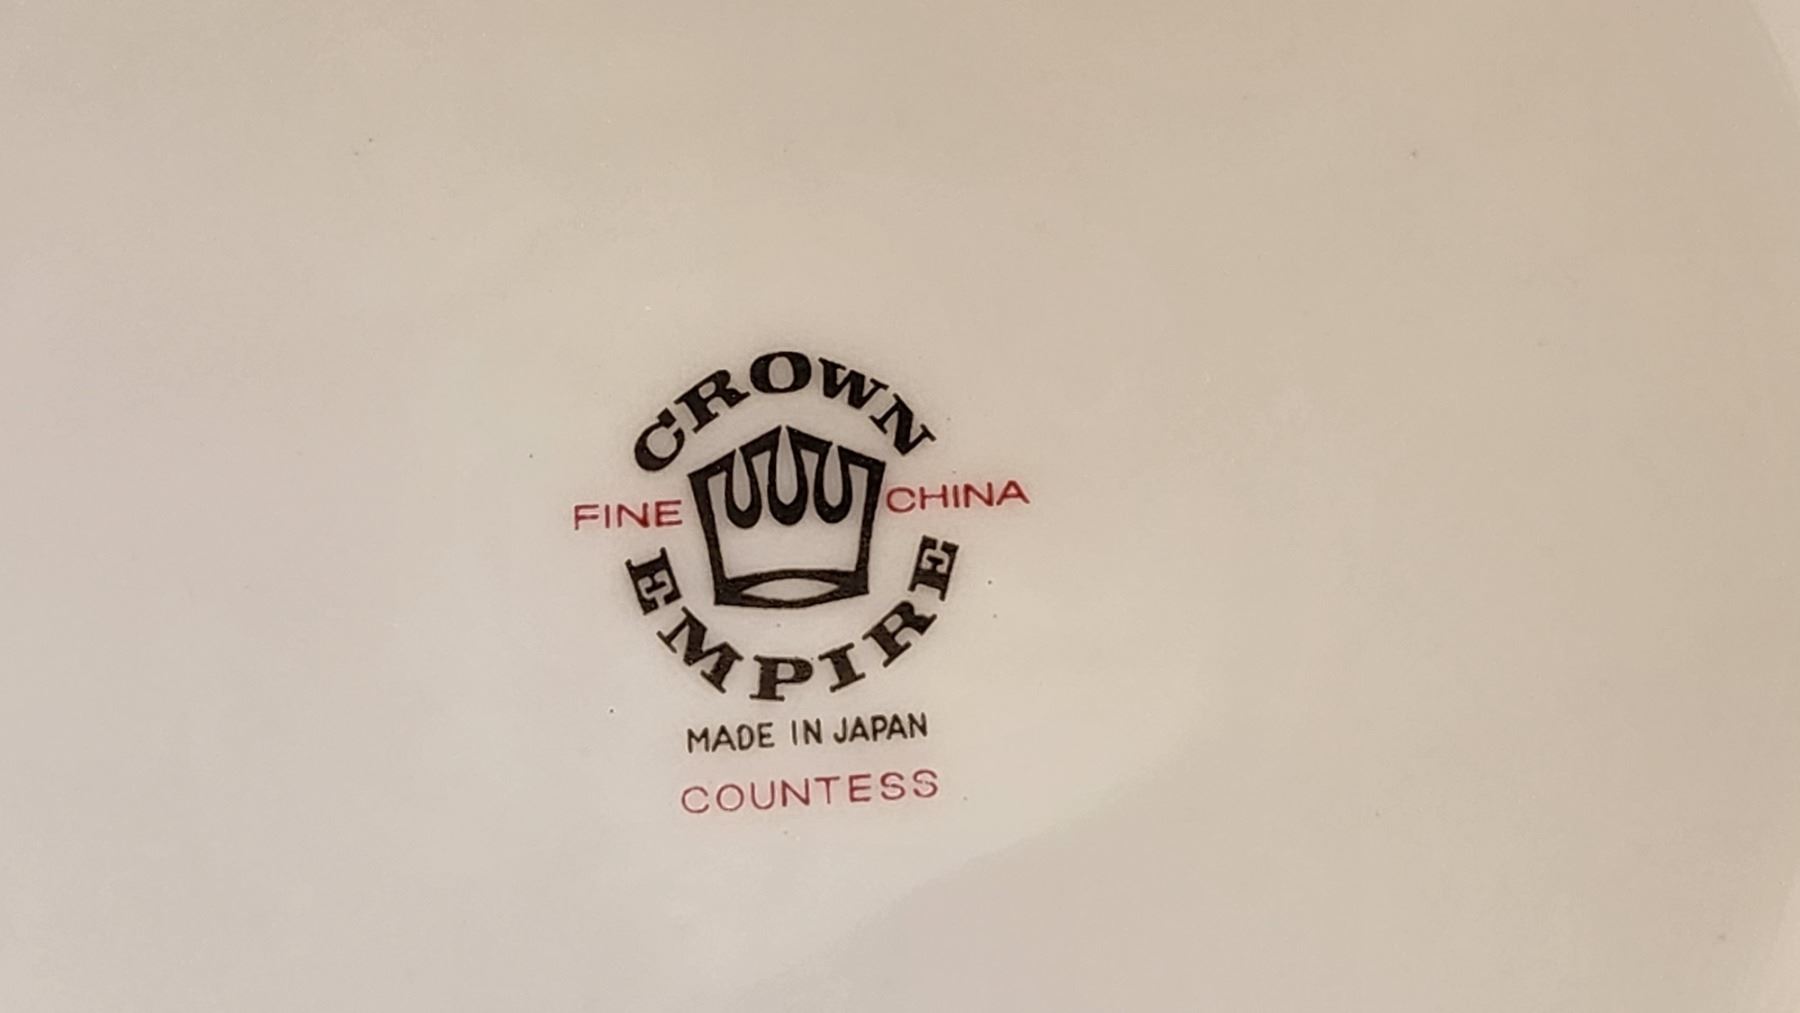 CROWN
FINE CHINA
EMPIRE
MADE IN JAPAN
COUNTESS